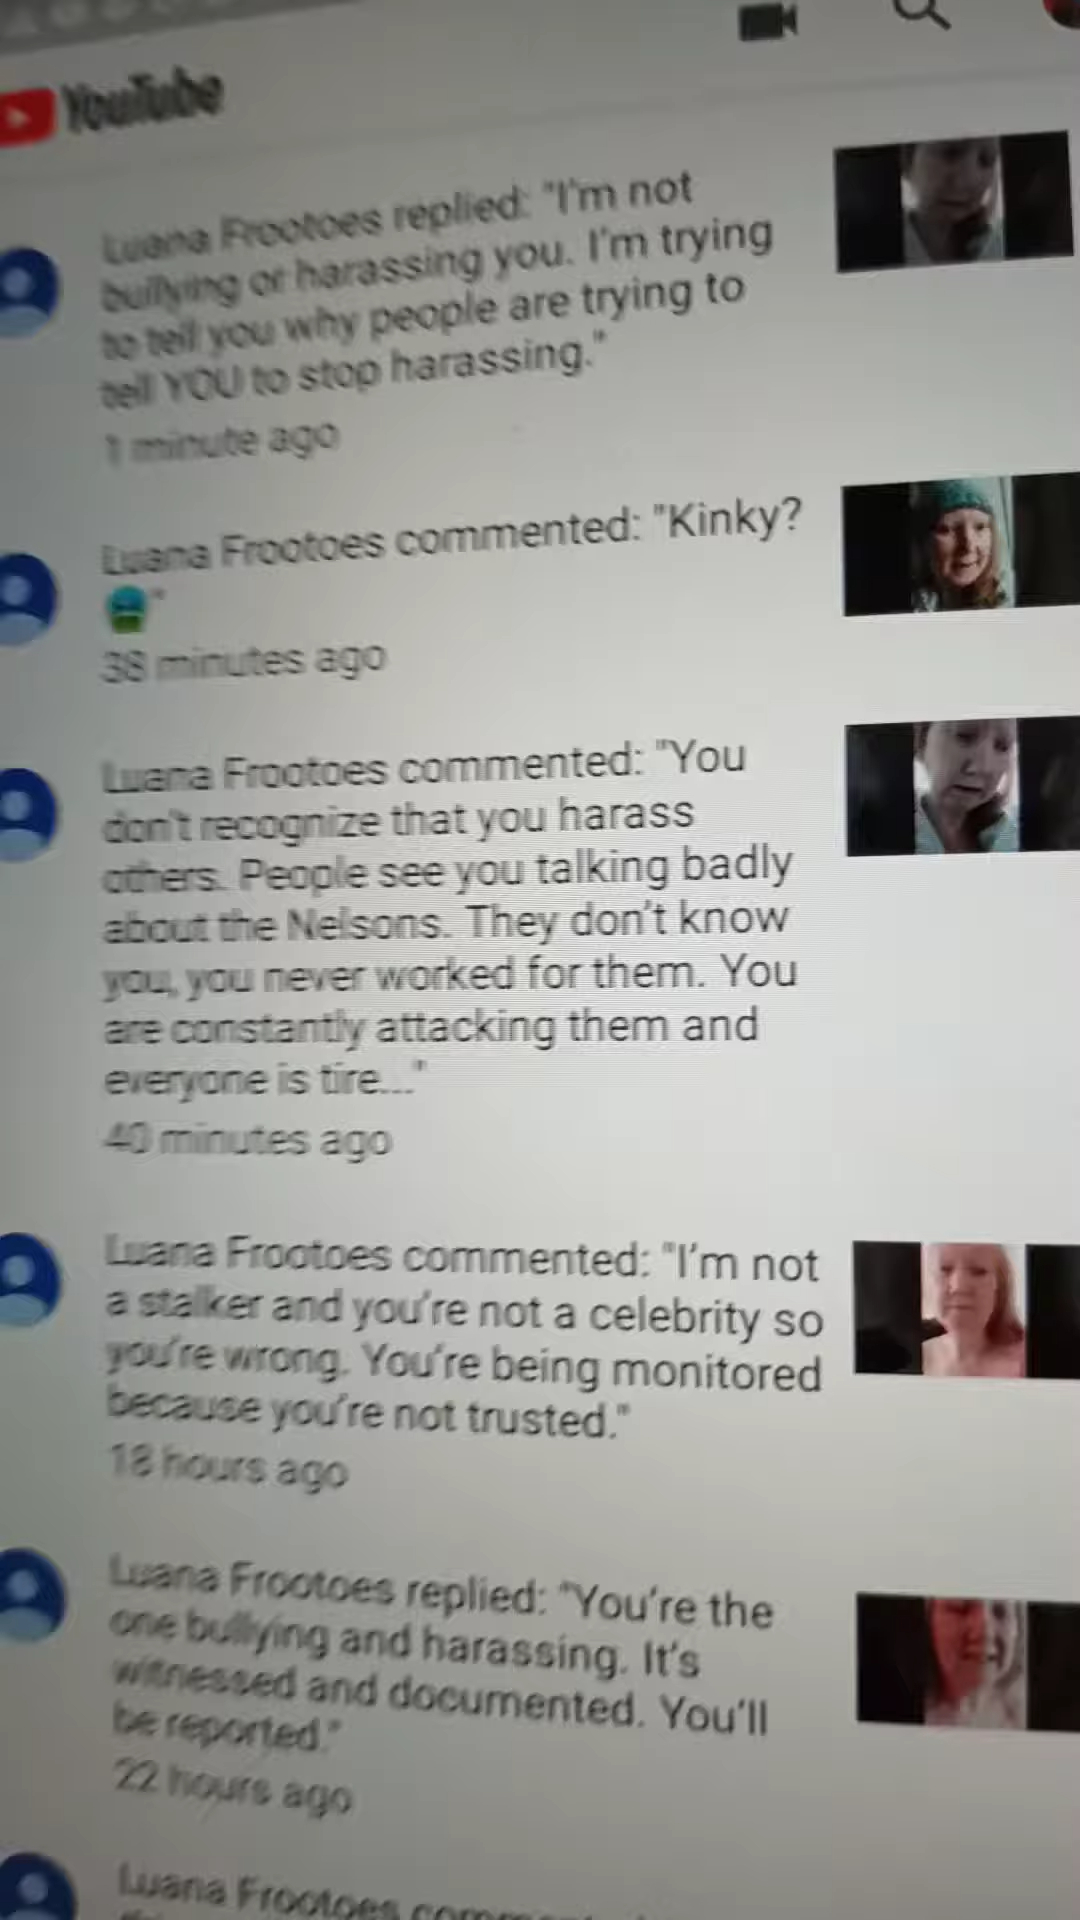 YouTube
Luana Frootoes replied: "I'm not
bullying or harassing you. I'm trying
to tell you why people are trying to
tell YOU to stop harassing."
1 minute ago
Luana Frootoes commented: "Kinky?
"
38 minutes ago
Luana Frootoes commented: "You
don't recognize that you harass
others. People see you talking badly
about the Nelsons. They don't know
you, you never worked for them. You
are constantly attacking them and
everyone is tire..."
40 minutes ago
Luana Frootoes commented: "I'm not
a stalker and you're not a celebrity so
you're wrong. You're being monitored
because you're not trusted."
18 hours ago
Luana Frootoes replied: "You're the
one bullying and harassing. It's
witnessed and documented. You'll
be reported."
22 hours ago
Luana Frootoes